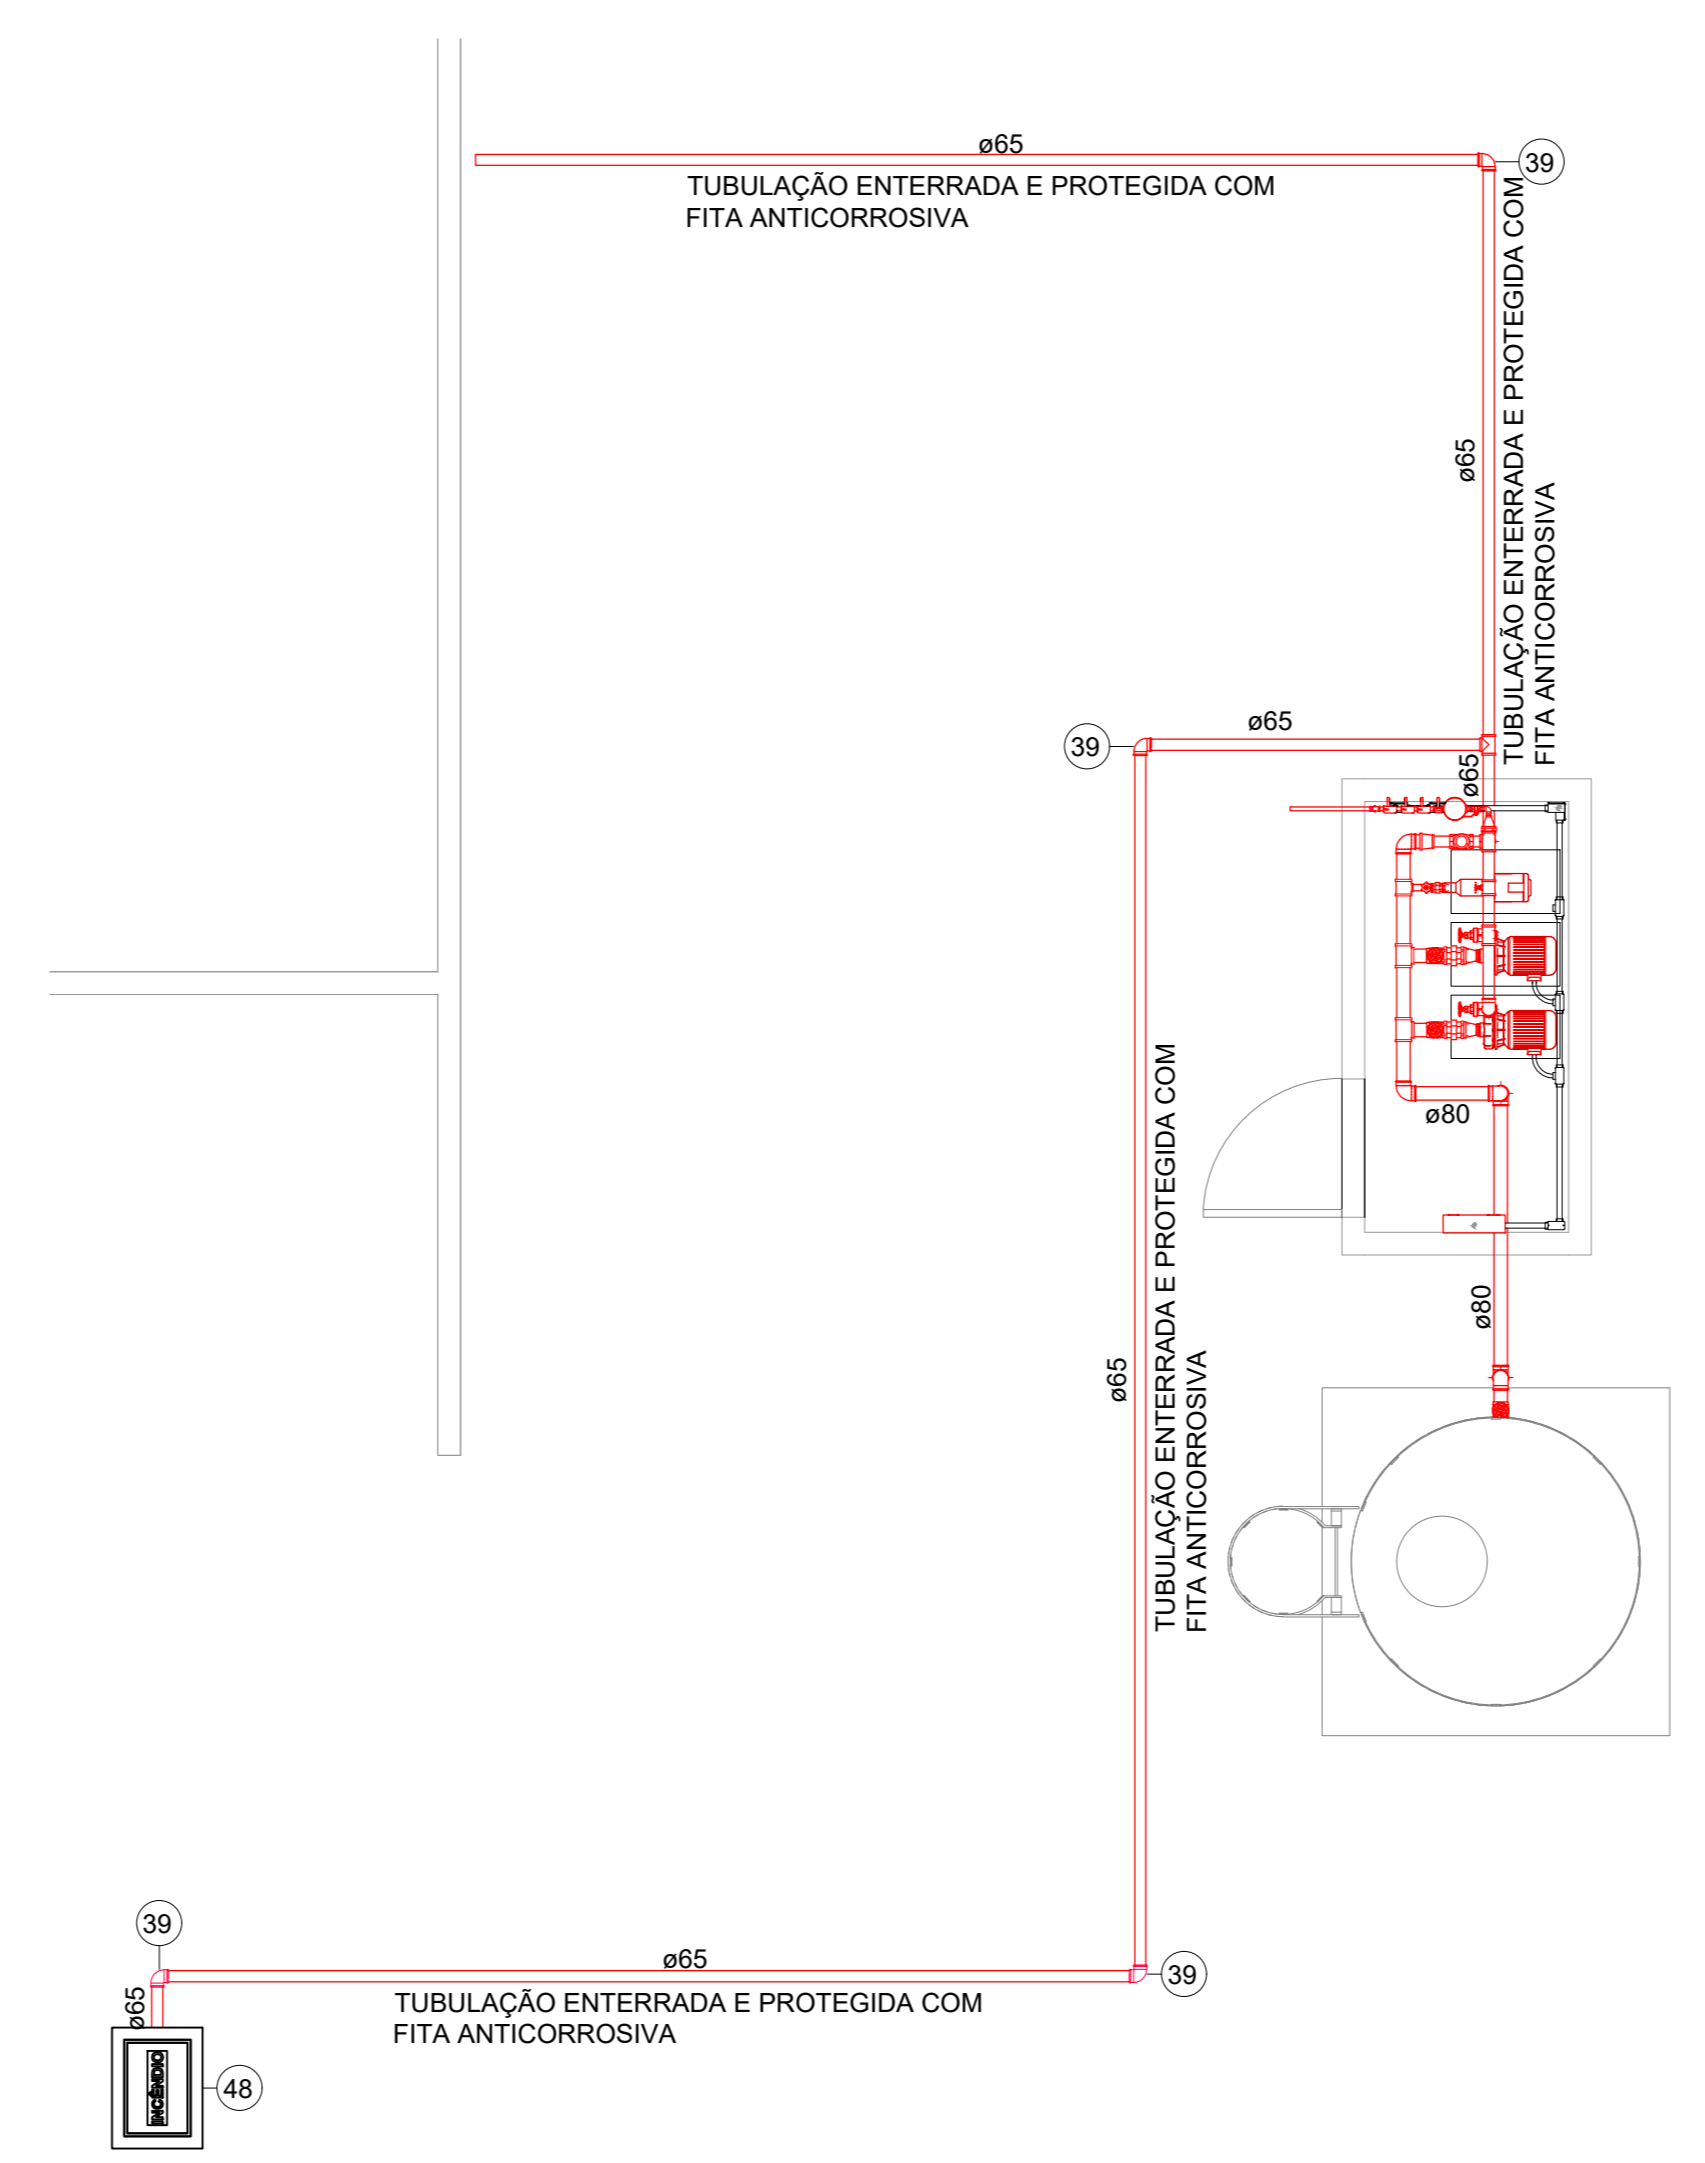 ø65
39
TUBULAÇÃO ENTERRADA E PROTEGIDA COM
FITA ANTICORROSIVA
TUBULAÇÃO ENTERRADA E PROTEGIDA COM
FITA ANTICORROSIVA
ø65
ø65
39
ø65
ø80
ø80
TUBULAÇÃO ENTERRADA E PROTEGIDA COM
FITA ANTICORROSIVA
ø65
39
ø65
39
ø65
TUBULAÇÃO ENTERRADA E PROTEGIDA COM
FITA ANTICORROSIVA
INCÊNDIO
48